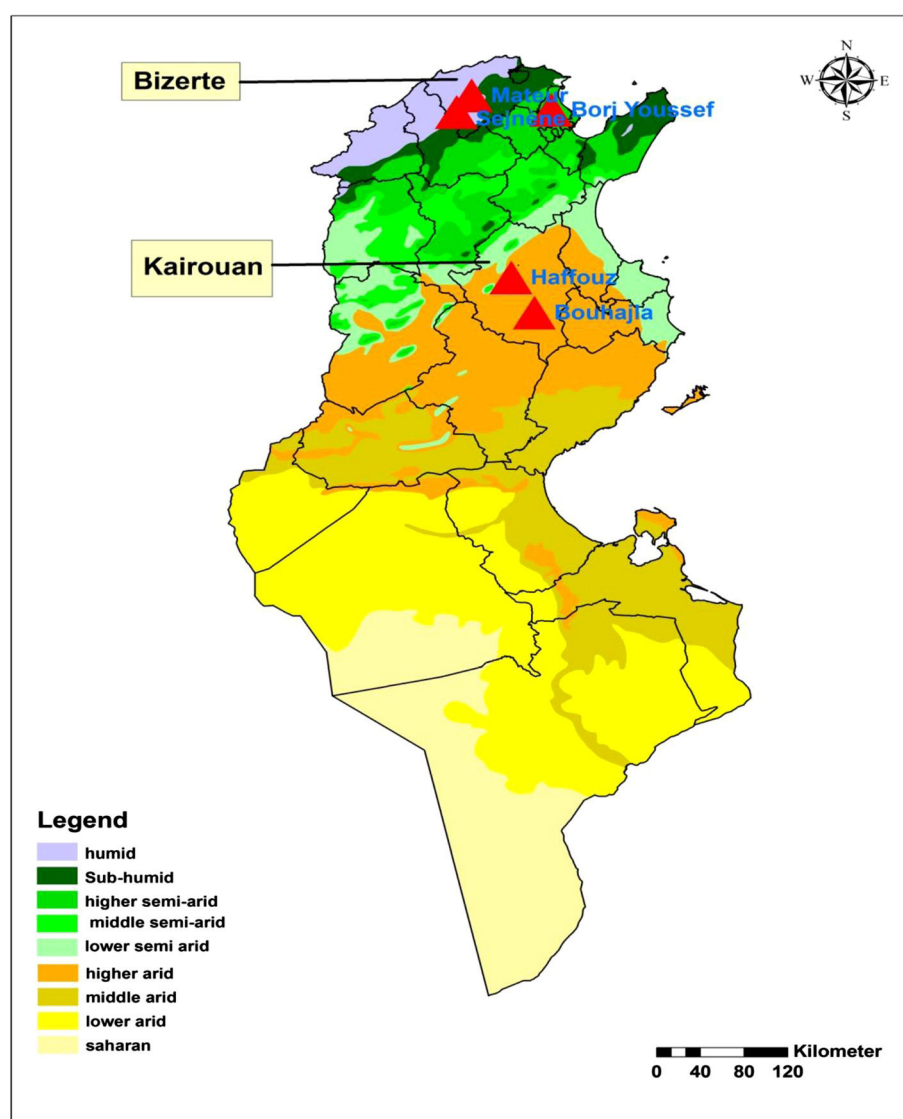 N
W E
S
Bizerte
Mateur
Sejnene
Borj Youssef
Kairouan
Haffouz
Bouhajla
Legend
humid
Sub-humid
higher semi-arid
middle semi-arid
lower semi arid
higher arid
middle arid
lower arid
saharan
Kilometer
0 40 80 120